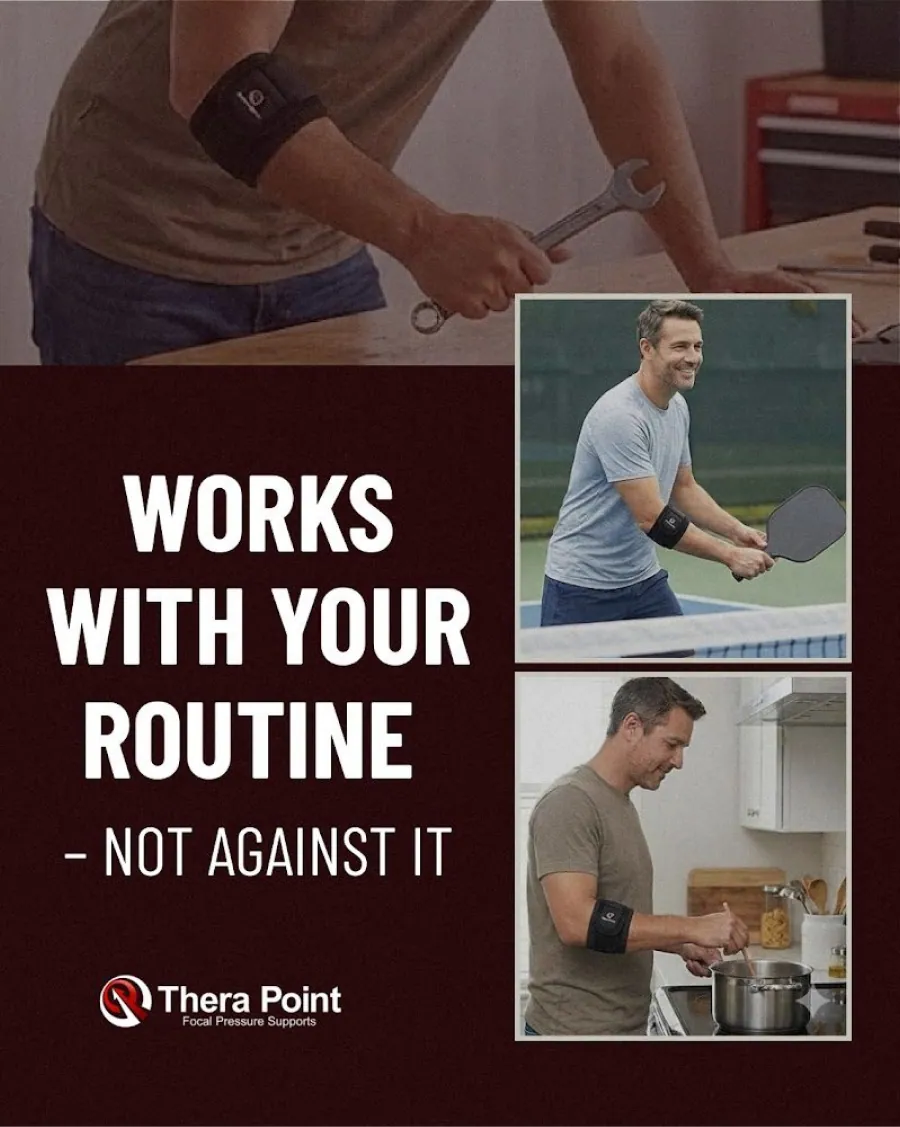 WORKS
WITH YOUR
ROUTINE
– NOT AGAINST IT
Thera Point
Focal Pressure Supports